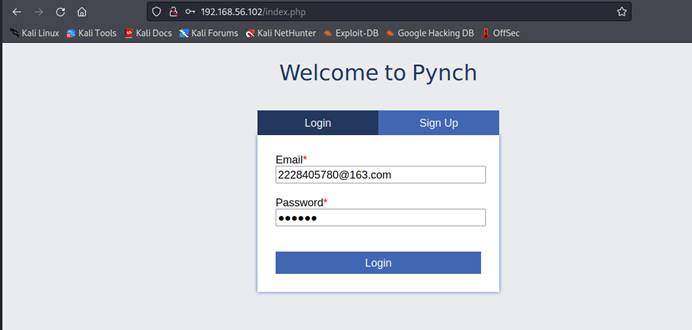 192.168.56.102/index.php
Kali Linux Kali Tools Kali Docs Kali Forums Kali NetHunter Exploit-DB Google Hacking DB OffSec
Welcome to Pynch
Login Sign Up
Email*
2228405780@163.com
Password*
●●●●●●
Login